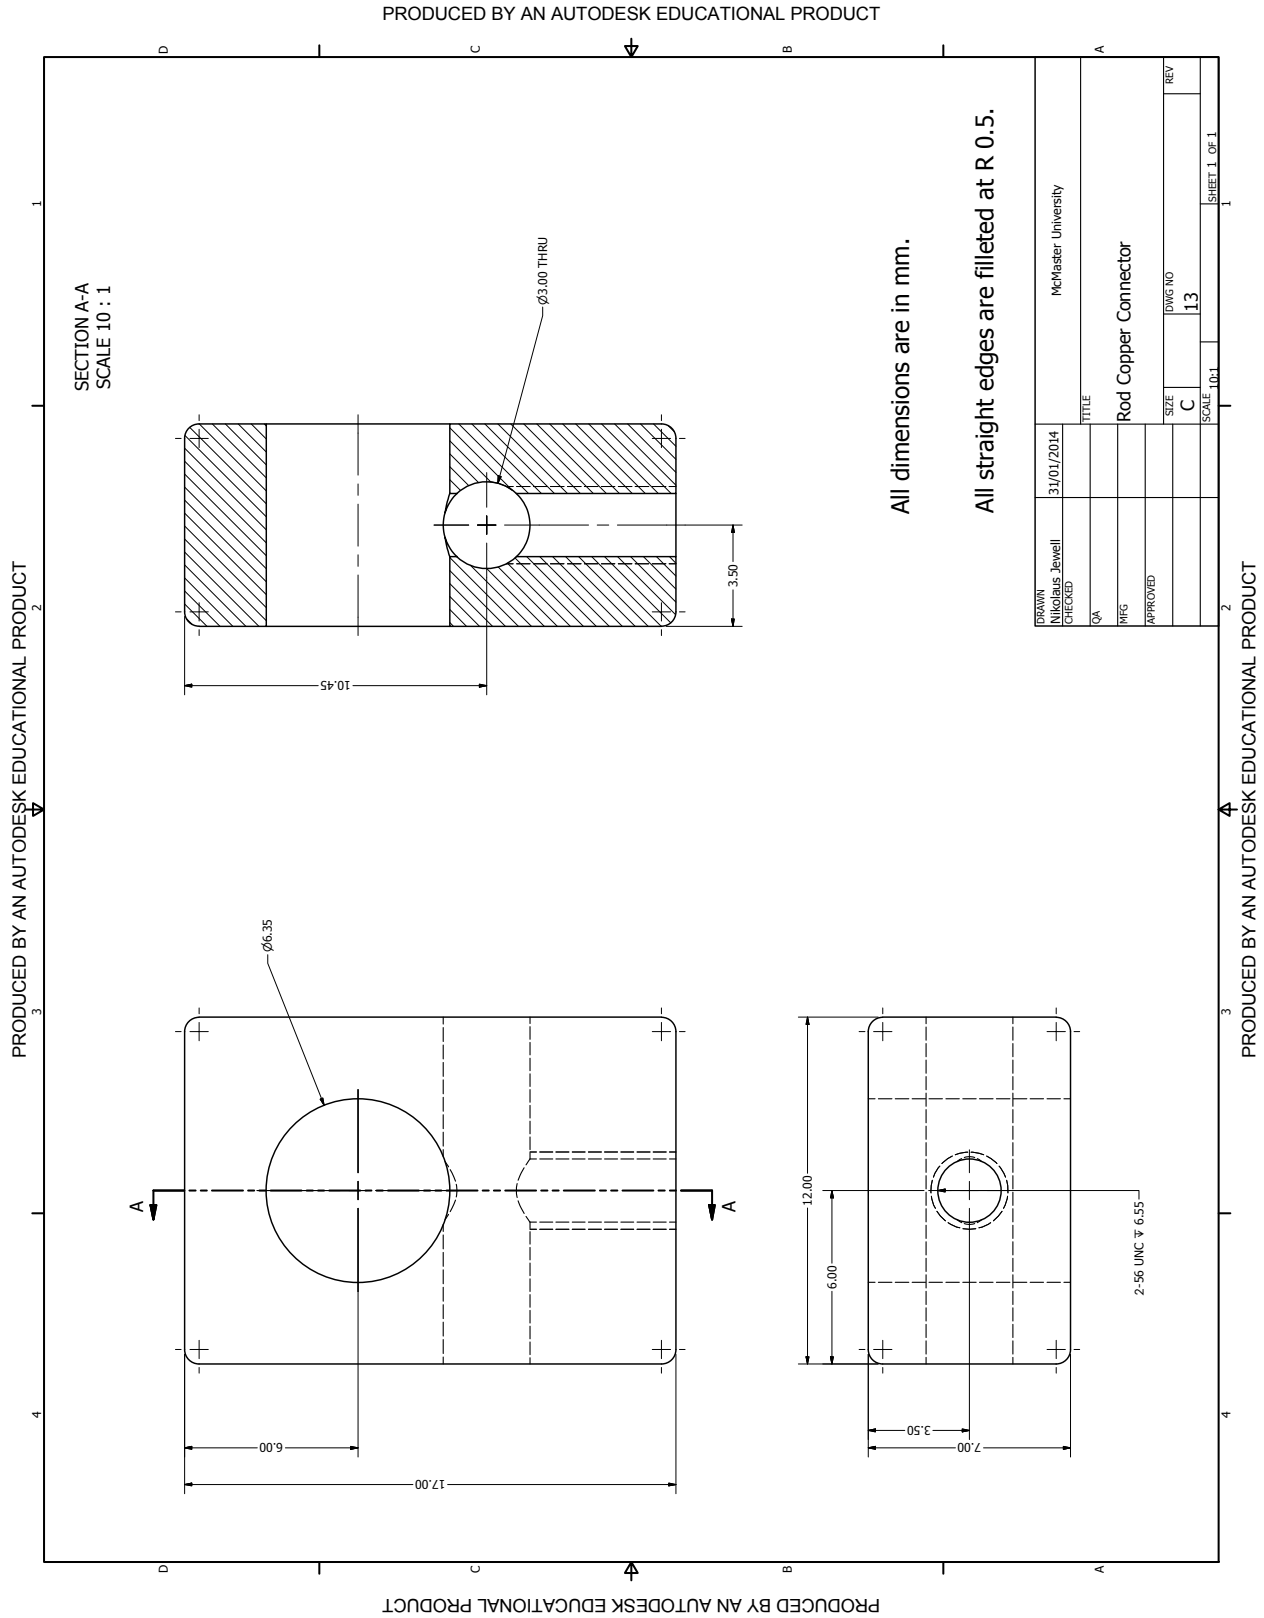 PRODUCED BY AN AUTODESK EDUCATIONAL PRODUCT
PRODUCED BY AN AUTODESK EDUCATIONAL PRODUCT
PRODUCED BY AN AUTODESK EDUCATIONAL PRODUCT
PRODUCED BY AN AUTODESK EDUCATIONAL PRODUCT
D
C
B
A
D
C
B
A
1
2
3
4
1
2
3
4
SECTION A-A
SCALE 10 : 1
Ø3.00 THRU
3.50
10.45
Ø6.35
A
A
6.00
17.00
12.00
6.00
3.50
7.00
2-56 UNC ↧ 6.55
All dimensions are in mm.
All straight edges are filleted at R 0.5.
DRAWN
Nikolaus Jewell
31/01/2014
CHECKED
QA
MFG
APPROVED
McMaster University
TITLE
Rod Copper Connector
SIZE
C
DWG NO
13
REV
SCALE 10:1
SHEET 1 OF 1